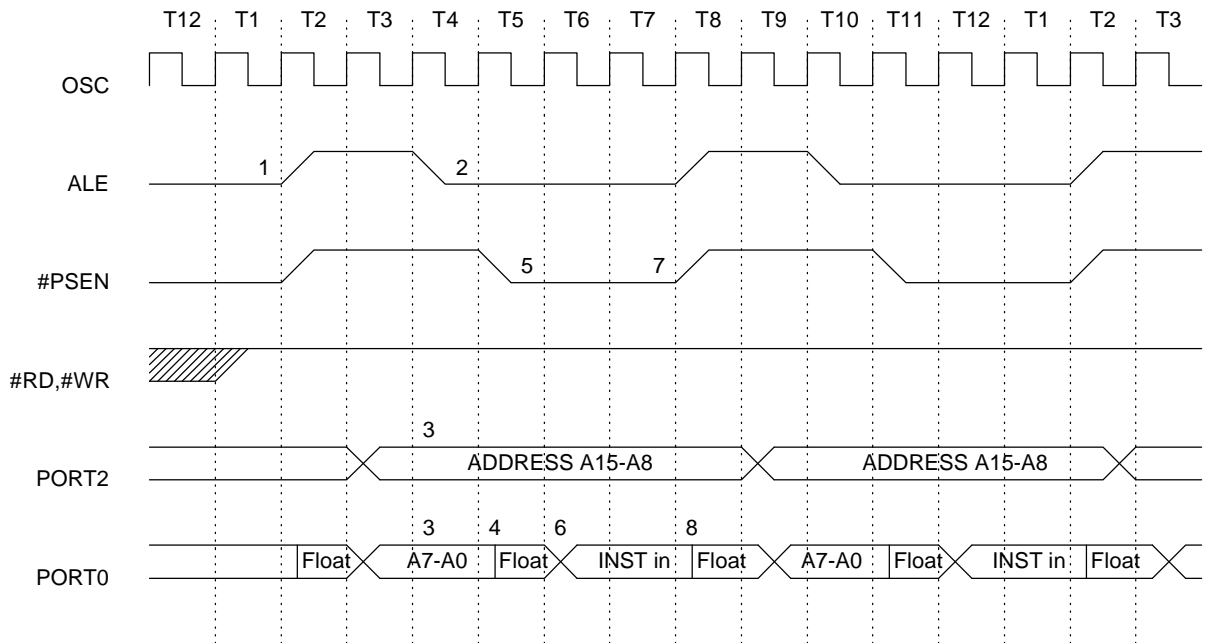 T12 T1 T2 T3 T4 T5 T6 T7 T8 T9 T10 T11 T12 T1 T2 T3
OSC
1 2
ALE
5 7
#PSEN
#RD,#WR
3
ADDRESS A15-A8 ADDRESS A15-A8
PORT2
3 4 6 8
Float A7-A0 Float INST in Float A7-A0 Float INST in Float
PORT0